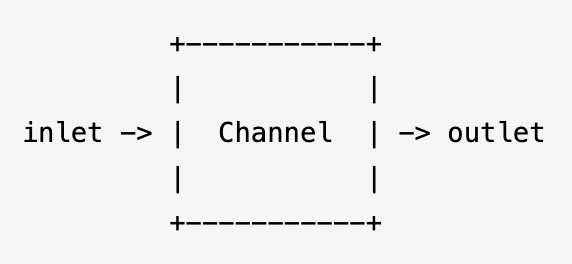 +-----------+
|           |
inlet -> |  Channel  | -> outlet
|           |
+-----------+